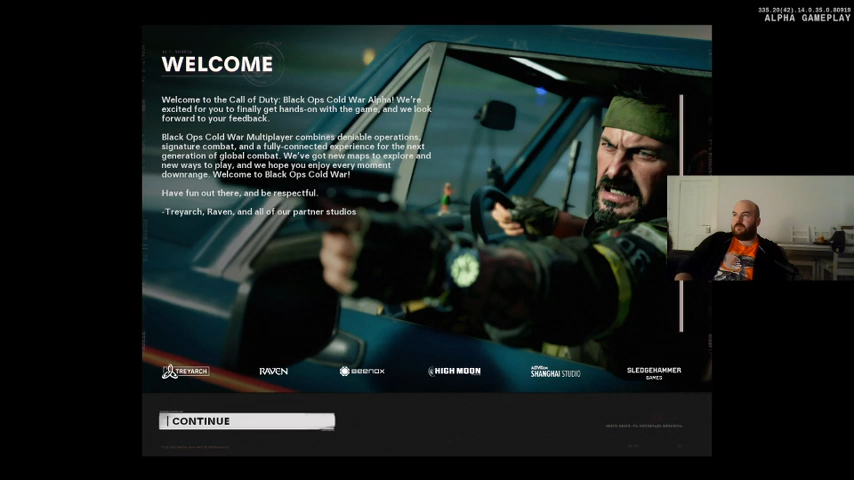 335.20(42).14.0.35.0.80919
ALPHA GAMEPLAY
WELCOME
Welcome to the Call of Duty: Black Ops Cold War Alpha! We're
excited for you to finally get hands-on with the game, and we look
forward to your feedback.
Black Ops Cold War Multiplayer combines deniable operations,
signature combat, and a fully-connected experience for the next
generation of global combat. We've got new maps to explore and
new ways to play, and we hope you enjoy every moment
downrange. Welcome to Black Ops Cold War!
Have fun out there, and be respectful.
-Treyarch, Raven, and all of our partner studios
TREYARCH
RAVEN
BEENOX
HIGH MOON
ACTIVISION
SHANGHAI STUDIO
SLEDGEHAMMER
GAMES
CONTINUE